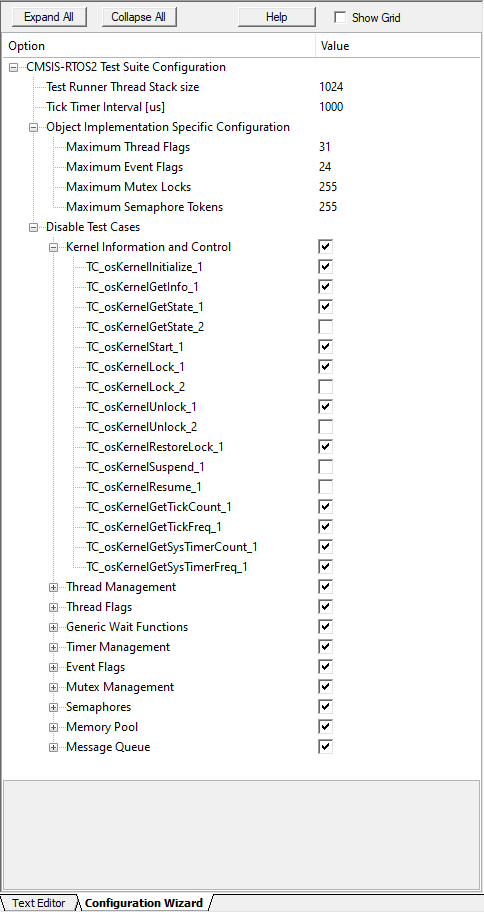 Expand All Collapse All Help Show Grid
Option Value
CMSIS-RTOS2 Test Suite Configuration
Test Runner Thread Stack size 1024
Tick Timer Interval [us] 1000
Object Implementation Specific Configuration
Maximum Thread Flags 31
Maximum Event Flags 24
Maximum Mutex Locks 255
Maximum Semaphore Tokens 255
Disable Test Cases
Kernel Information and Control
TC_osKernelInitialize_1
TC_osKernelGetInfo_1
TC_osKernelGetState_1
TC_osKernelGetState_2
TC_osKernelStart_1
TC_osKernelLock_1
TC_osKernelLock_2
TC_osKernelUnlock_1
TC_osKernelUnlock_2
TC_osKernelRestoreLock_1
TC_osKernelSuspend_1
TC_osKernelResume_1
TC_osKernelGetTickCount_1
TC_osKernelGetTickFreq_1
TC_osKernelGetSysTimerCount_1
TC_osKernelGetSysTimerFreq_1
Thread Management
Thread Flags
Generic Wait Functions
Timer Management
Event Flags
Mutex Management
Semaphores
Memory Pool
Message Queue
Text Editor Configuration Wizard